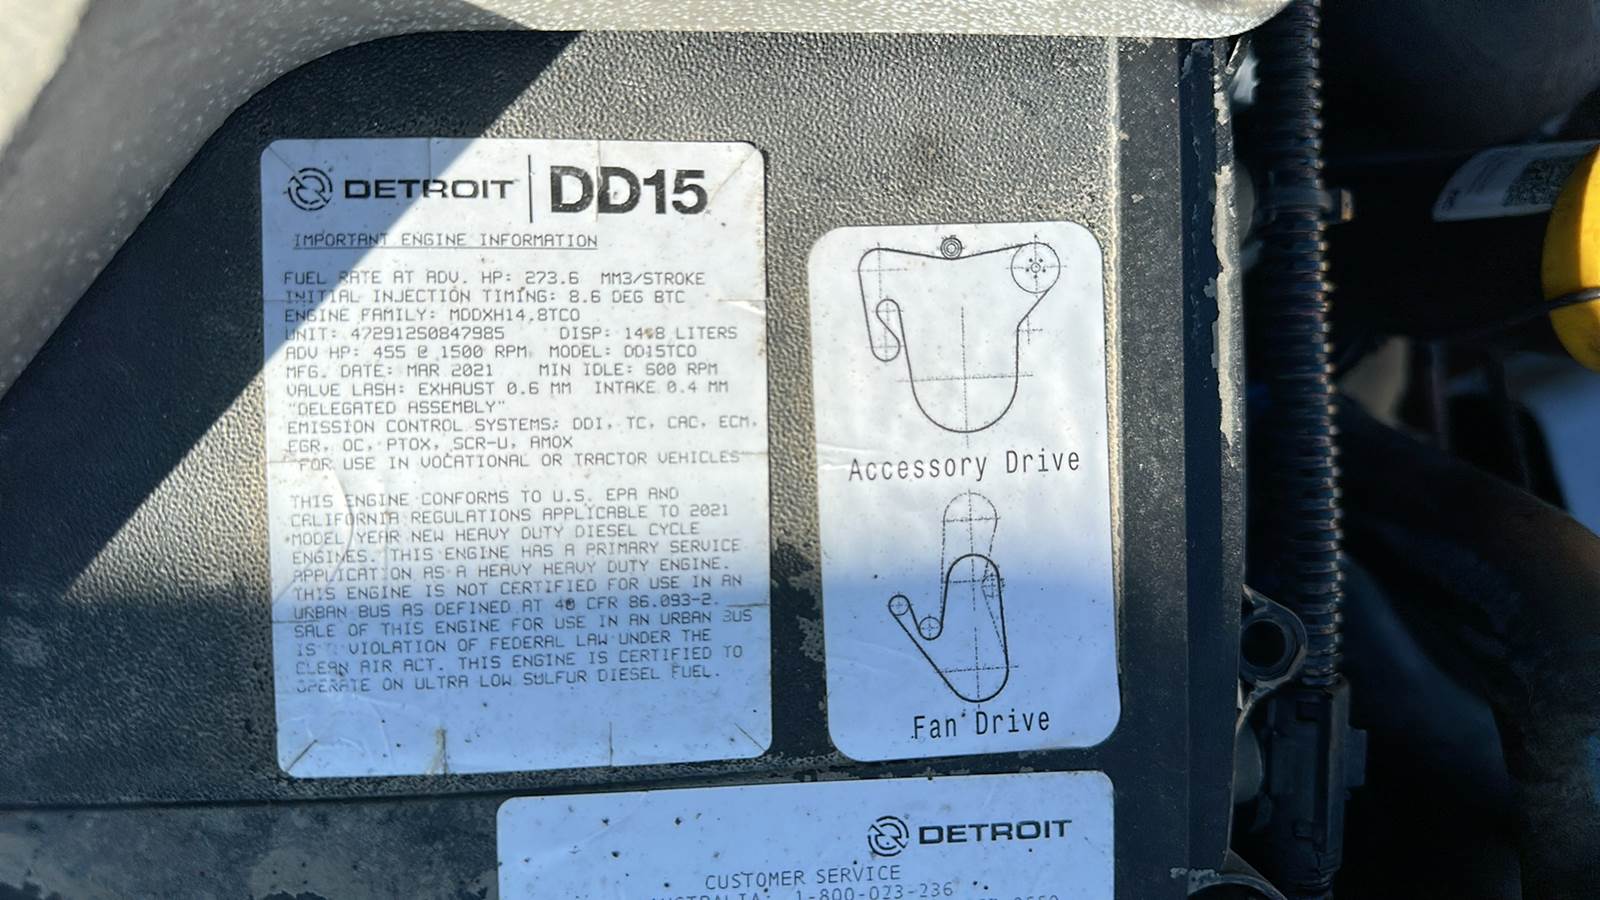 DETROIT | DD15
IMPORTANT ENGINE INFORMATION
FUEL RATE AT ADV. HP: 273.6 MM3/STROKE
INITIAL INJECTION TIMING: 8.6 DEG BTC
ENGINE FAMILY: MDDXH14.8TCO
UNIT: 47291250847985 DISP: 14.8 LITERS
ADV HP: 455 @ 1500 RPM MODEL: DD15TCO
MFG. DATE: MAR 2021 MIN IDLE: 600 RPM
VALVE LASH: EXHAUST 0.6 MM INTAKE 0.4 MM
"DELEGATED ASSEMBLY"
EMISSION CONTROL SYSTEMS: DDI, TC, CAC, ECM,
EGR, OC, PTOX, SCR-U, AMOX
"FOR USE IN VOCATIONAL OR TRACTOR VEHICLES"
THIS ENGINE CONFORMS TO U.S. EPA AND
CALIFORNIA REGULATIONS APPLICABLE TO 2021
MODEL YEAR NEW HEAVY DUTY DIESEL CYCLE
ENGINES. THIS ENGINE HAS A PRIMARY SERVICE
APPLICATION AS A HEAVY HEAVY DUTY ENGINE.
THIS ENGINE IS NOT CERTIFIED FOR USE IN AN
URBAN BUS AS DEFINED AT 40 CFR 86.093-2.
SALE OF THIS ENGINE FOR USE IN AN URBAN BUS
IS VIOLATION OF FEDERAL LAW UNDER THE
CLEAN AIR ACT. THIS ENGINE IS CERTIFIED TO
OPERATE ON ULTRA LOW SULFUR DIESEL FUEL.
Accessory Drive
Fan Drive
DETROIT
CUSTOMER SERVICE
AUSTRALIA: 1-800-023-236